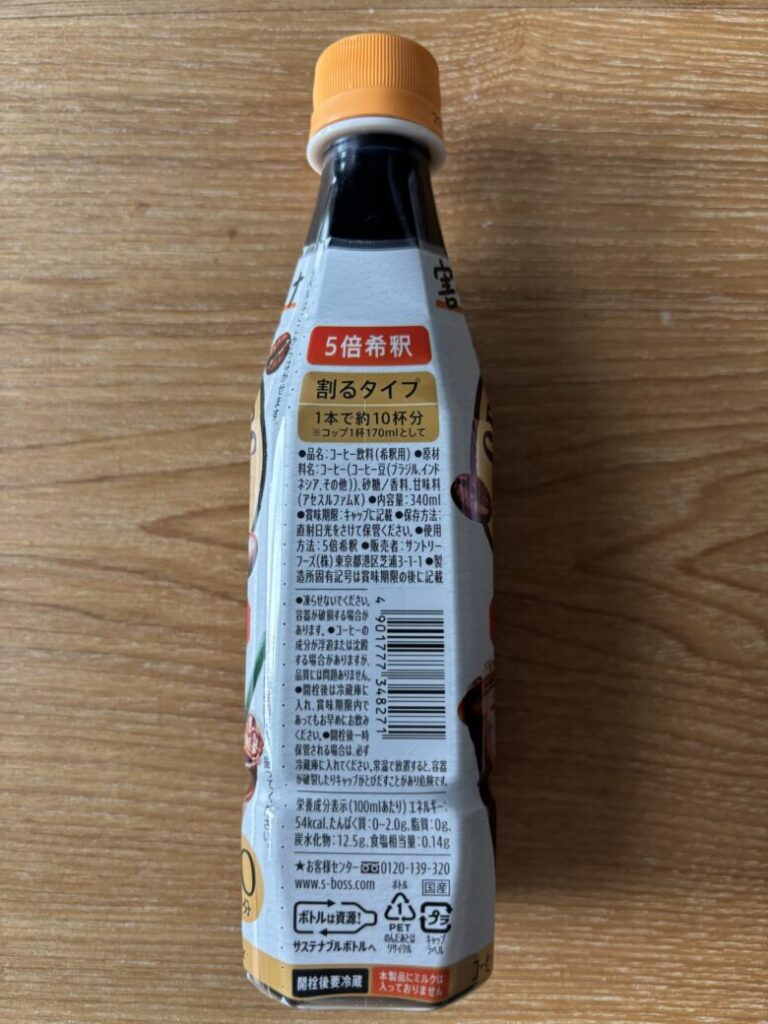 割
5倍希釈
割るタイプ
1本で約10杯分
※コップ1杯170mlとして
●品名:コーヒー飲料(希釈用)●原材
料名:コーヒー(コーヒー豆(ブラジル、インド
ネシア、その他))、砂糖/香料、甘味料
(アセスルファムK)●内容量:340ml
●賞味期限:キャップに記載●保存方法:
直射日光をさけて保管ください。●使用
方法:5倍希釈●販売者:サントリー
フーズ(株)東京都港区芝浦3-1-1●製
造所固有記号は賞味期限の後に記載
●凍らせないでください。
容器が破損する場合が
あります。●コーヒーの
成分が浮遊または沈殿
する場合がありますが、
品質には問題ありません。
●開栓後は冷蔵庫に
入れ、賞味期限内で
あってもお早めにお飲み
ください。●開栓後一時
保管される場合は、必ず
冷蔵庫に入れてください。常温で放置すると、容器
が破裂したりキャップがとびだすことがあり危険です。
4 901777 348271
栄養成分表示(100mlあたり)エネルギー:
54kcal、たんぱく質:0~2.0g、脂質:0g、
炭水化物:12.5g、食塩相当量:0.14g
★お客様センター 0120-139-320
www.s-boss.com
国産
ボトルは資源!
サステナブルボトルへ
ボトル
1
PET
のんだあとは
リサイクル
プラ
キャップ
ラベル
開栓後要冷蔵
本製品にミルクは
入っておりません